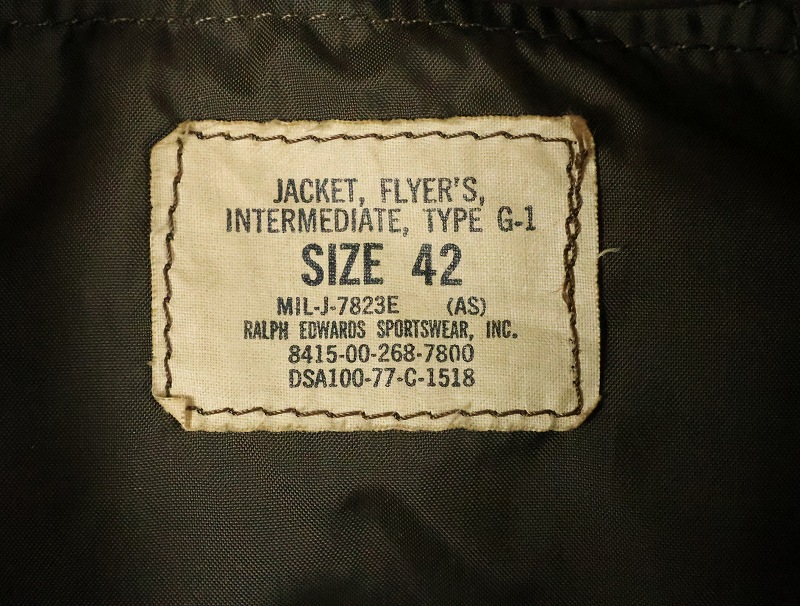 JACKET, FLYER'S,
INTERMEDIATE, TYPE G-1
SIZE 42
MIL-J-7823E (AS)
RALPH EDWARDS SPORTSWEAR, INC.
8415-00-268-7800
DSA100-77-C-1518